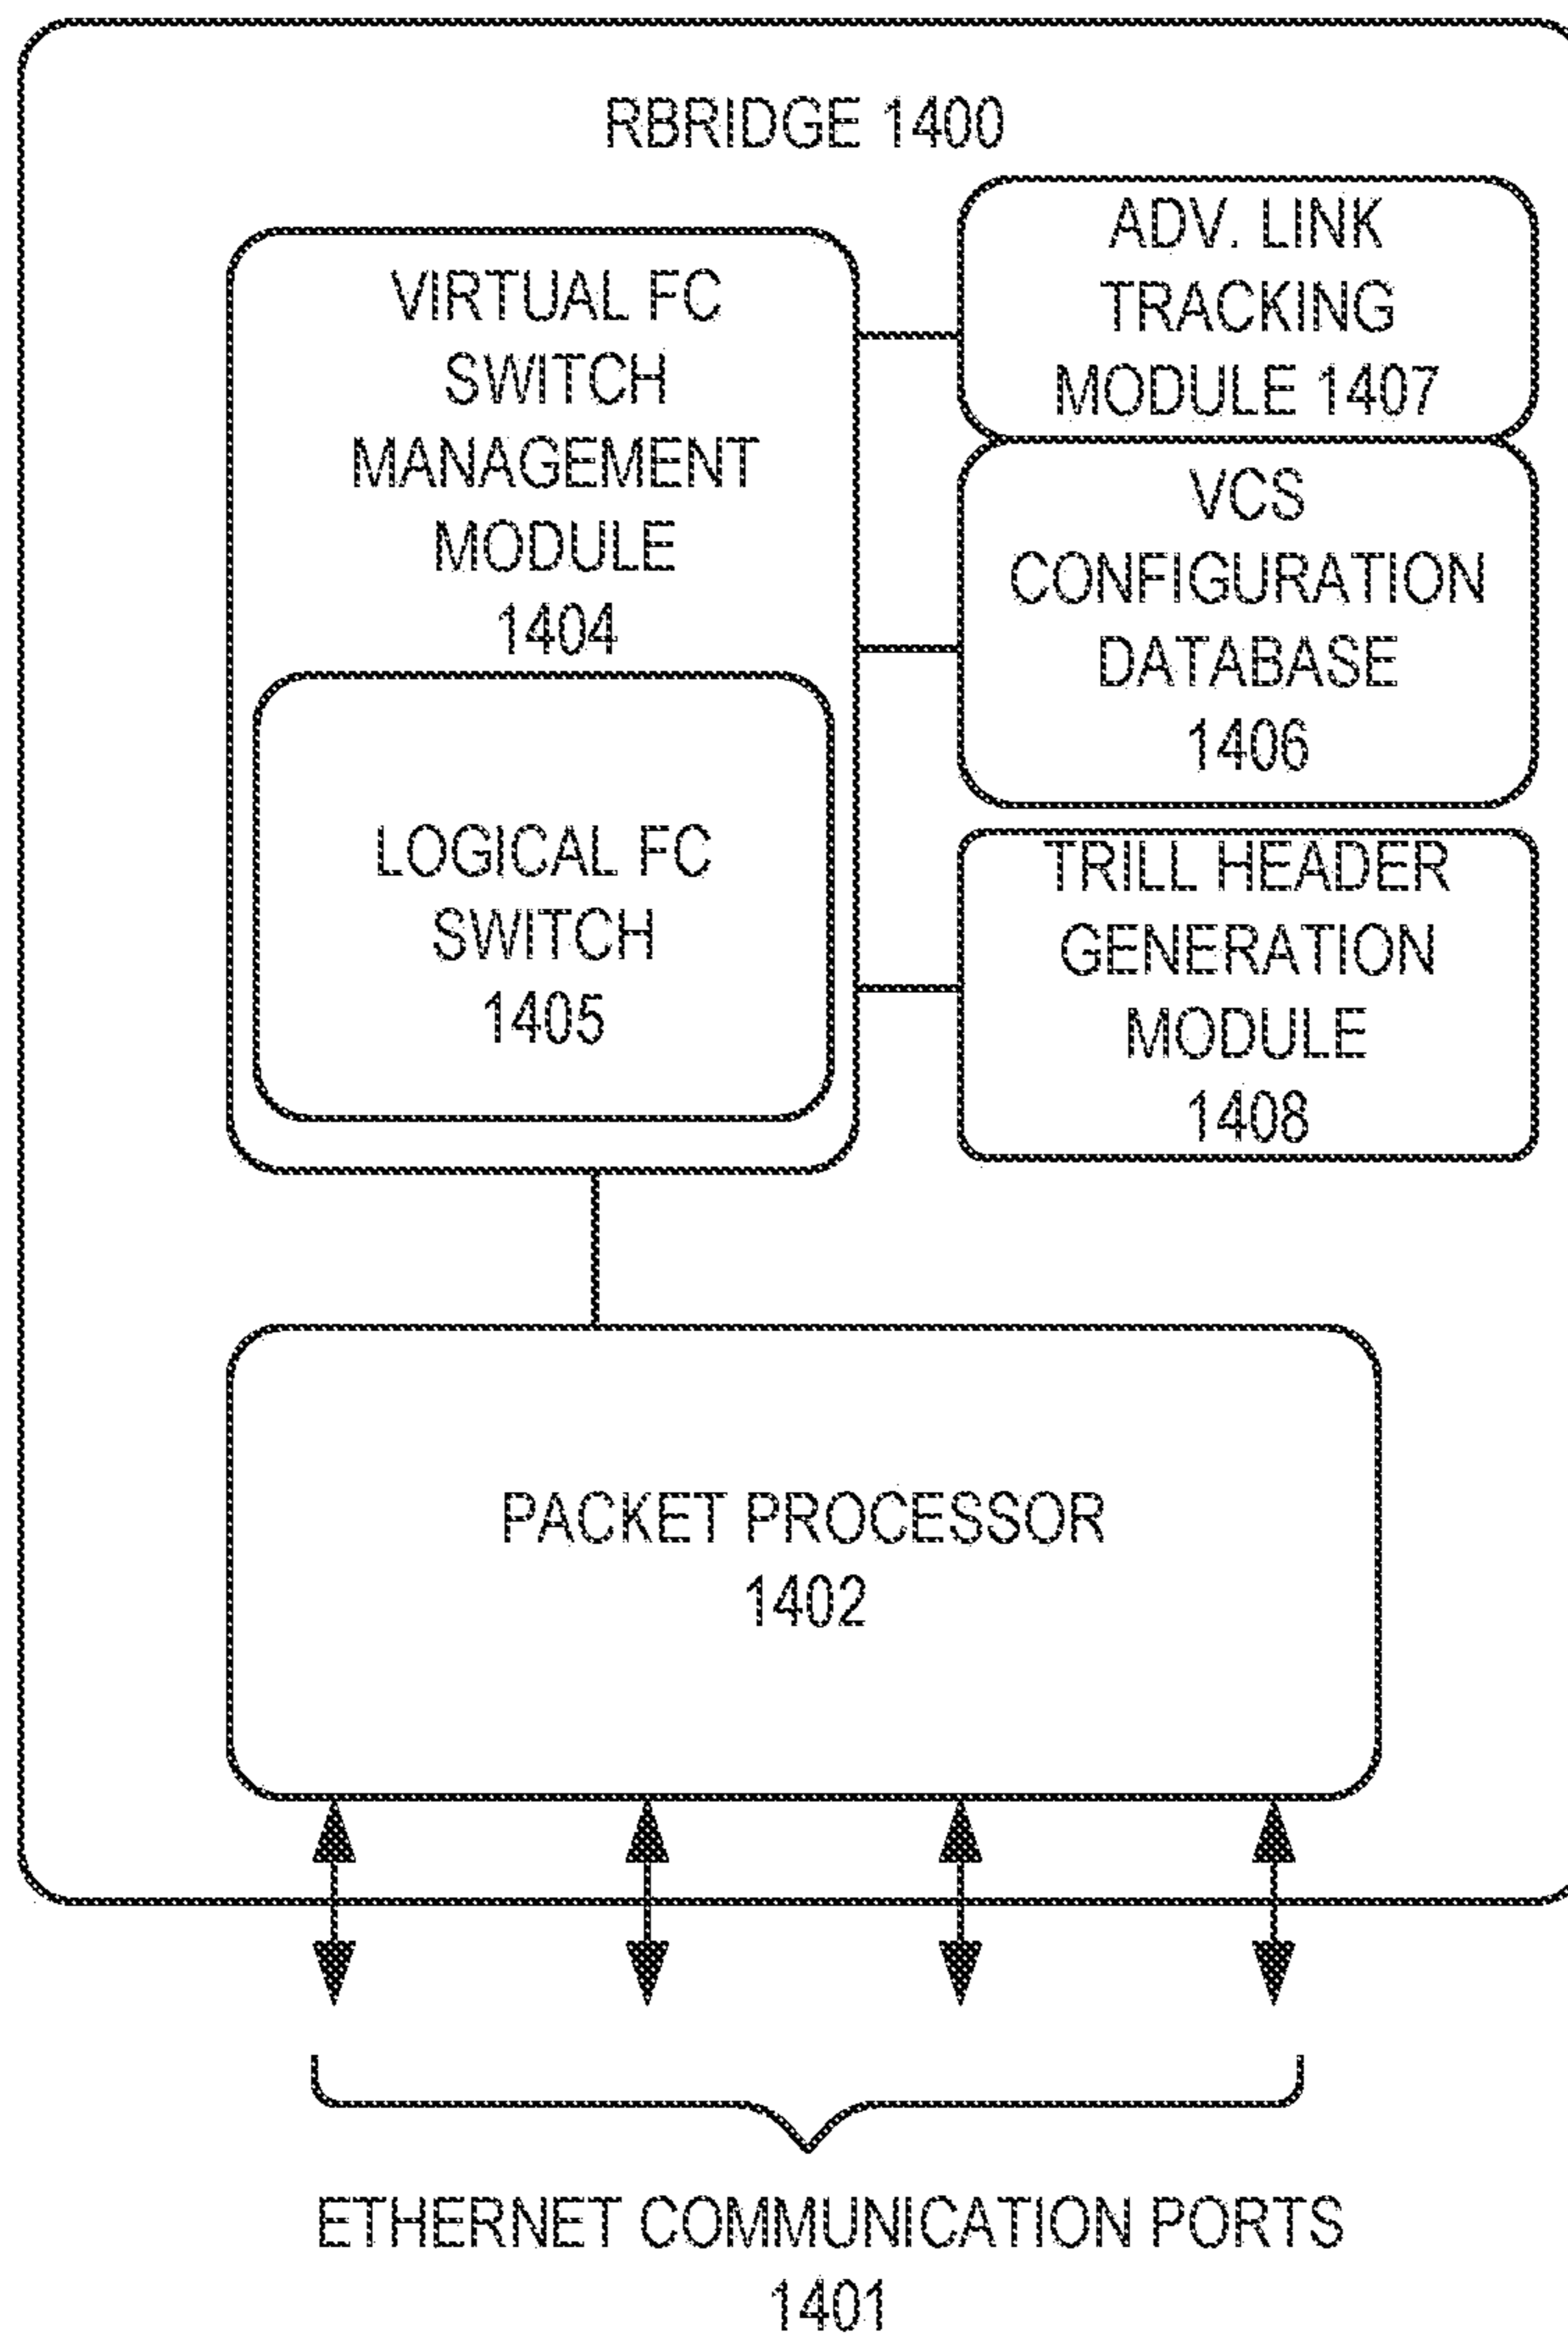 RBRIDGE 1400
VIRTUAL FC
SWITCH
MANAGEMENT
MODULE
1404
LOGICAL FC
SWITCH
1405
ADV. LINK
TRACKING
MODULE 1407
VCS
CONFIGURATION
DATABASE
1406
TRILL HEADER
GENERATION
MODULE
1408
PACKET PROCESSOR
1402
ETHERNET COMMUNICATION PORTS
1401